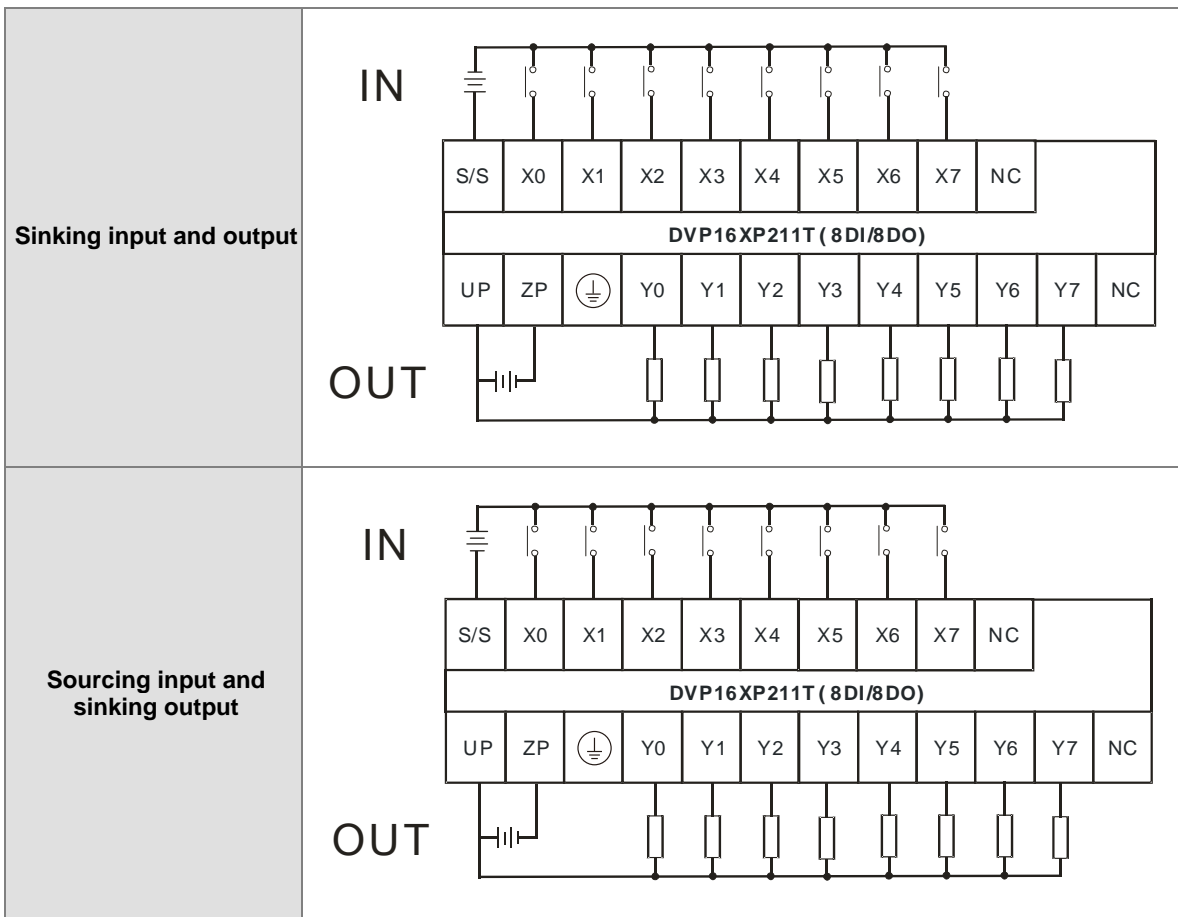 Sinking input and output
IN
S/S X0 X1 X2 X3 X4 X5 X6 X7 NC
DVP16XP211T (8DI/8DO)
UP ZP Y0 Y1 Y2 Y3 Y4 Y5 Y6 Y7 NC
OUT
Sourcing input and
sinking output
IN
S/S X0 X1 X2 X3 X4 X5 X6 X7 NC
DVP16XP211T (8DI/8DO)
UP ZP Y0 Y1 Y2 Y3 Y4 Y5 Y6 Y7 NC
OUT